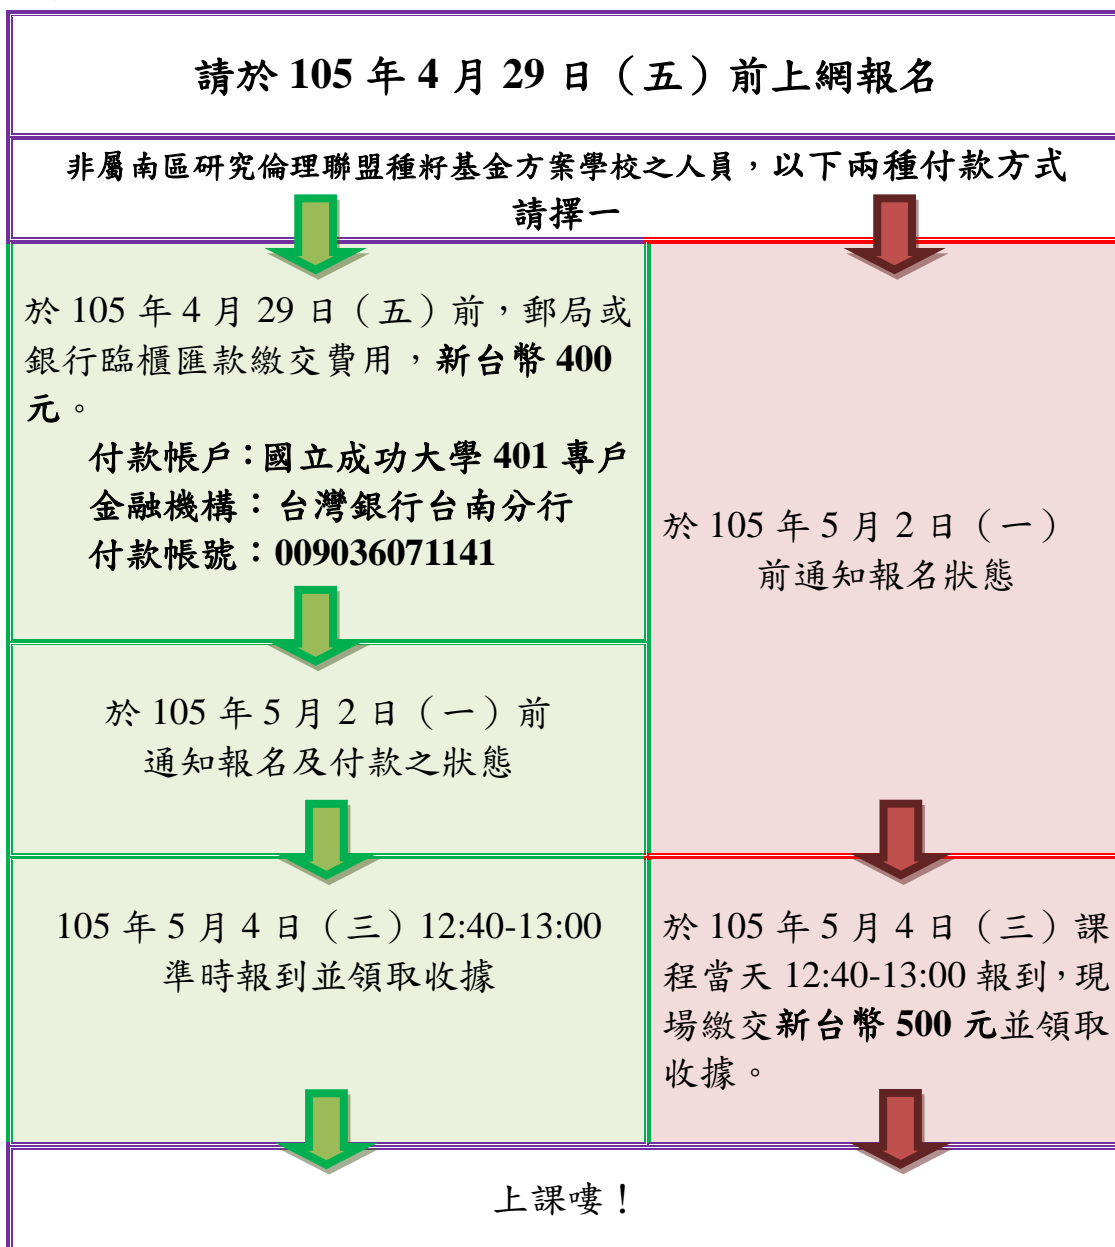 請於 105 年 4 月 29 日（五）前上網報名
非屬南區研究倫理聯盟種籽基金方案學校之人員，以下兩種付款方式
請擇一
於 105 年 4 月 29 日（五）前，郵局或
銀行臨櫃匯款繳交費用，新台幣 400
元。
付款帳戶：國立成功大學 401 專戶
金融機構：台灣銀行台南分行
付款帳號：009036071141
於 105 年 5 月 2 日（一）前
通知報名及付款之狀態
105 年 5 月 4 日（三）12:40-13:00
準時報到並領取收據
於 105 年 5 月 2 日（一）
前通知報名狀態
於 105 年 5 月 4 日（三）課
程當天 12:40-13:00 報到，現
場繳交新台幣 500 元並領取
收據。
上課嘍！